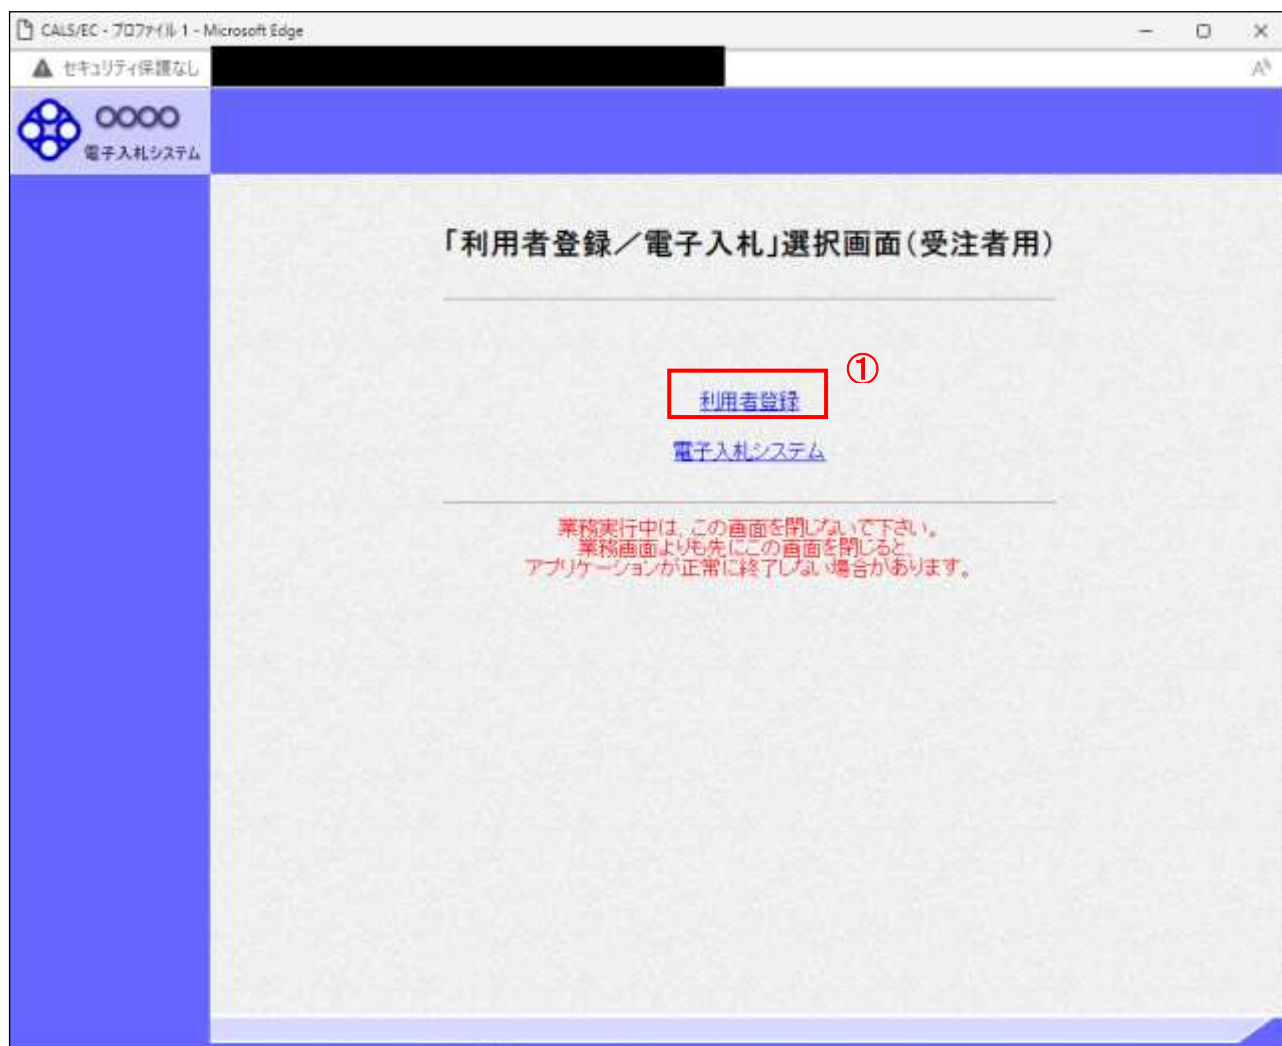 CALS/EC - プロファイル 1 - Microsoft Edge
セキュリティ保護なし
〇〇〇〇
電子入札システム
「利用者登録／電子入札」選択画面(受注者用)
①
利用者登録
電子入札システム
業務実行中は、この画面を閉じないで下さい。
業務画面よりも先にこの画面を閉じると、
アプリケーションが正常に終了しない場合があります。